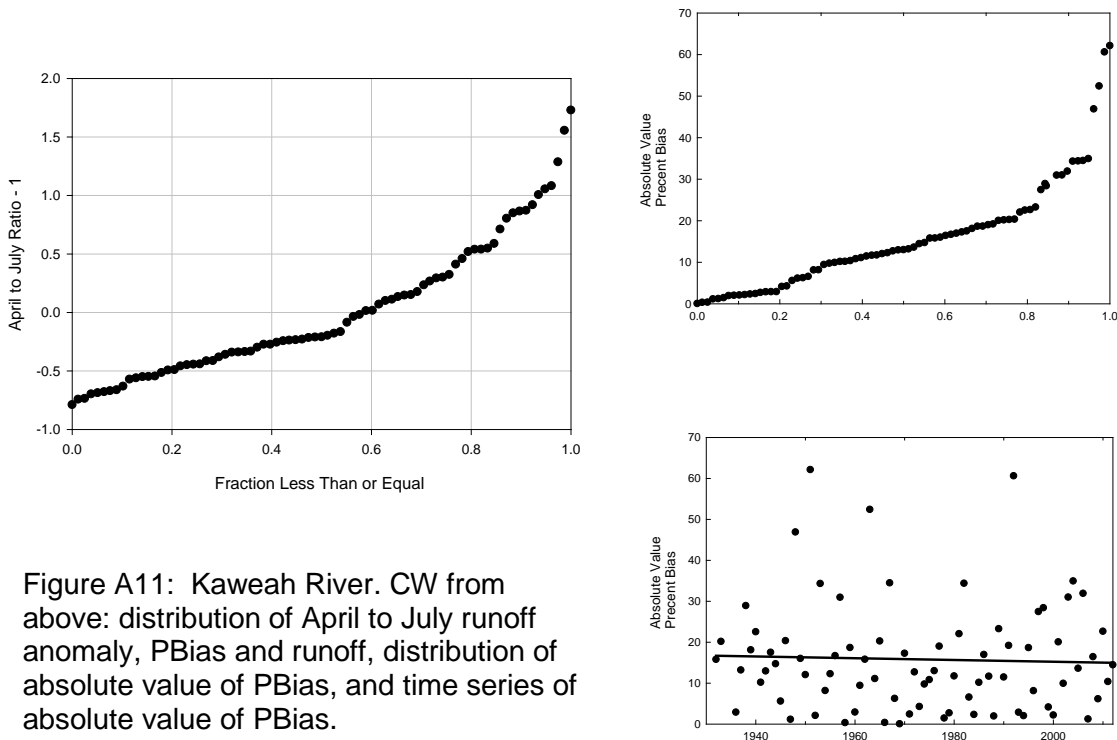 2.0
1.5
1.0
0.5
0.0
-0.5
-1.0
April to July Ratio - 1
0.0 0.2 0.4 0.6 0.8 1.0
Fraction Less Than or Equal
70
60
50
40
30
20
10
0
Absolute Value
Precent Bias
0.0 0.2 0.4 0.6 0.8 1.0
70
60
50
40
30
20
10
0
Absolute Value
Precent Bias
1940 1960 1980 2000
Figure A11: Kaweah River. CW from
above: distribution of April to July runoff
anomaly, PBias and runoff, distribution of
absolute value of PBias, and time series of
absolute value of PBias.